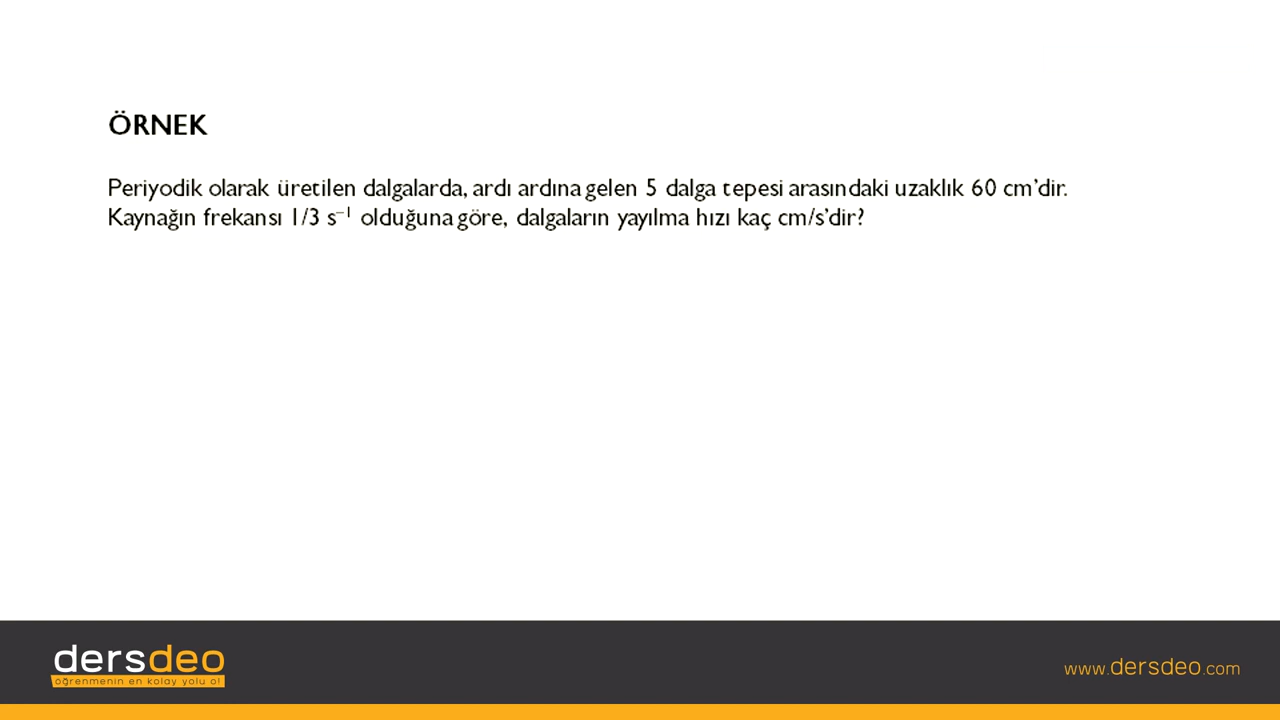 ÖRNEK
Periyodik olarak üretilen dalgalarda, ardı ardına gelen 5 dalga tepesi arasındaki uzaklık 60 cm'dir.
Kaynağın frekansı 1/3 s⁻¹ olduğuna göre, dalgaların yayılma hızı kaç cm/s'dir?
dersdeo
öğrenmenin en kolay yolu o!
www.dersdeo.com